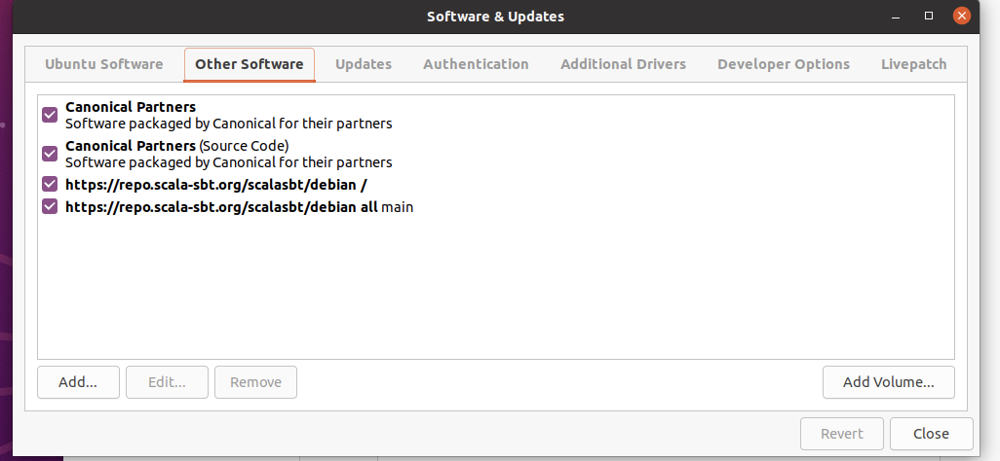 Software & Updates
Ubuntu Software Other Software Updates Authentication Additional Drivers Developer Options Livepatch
Canonical Partners
Software packaged by Canonical for their partners
Canonical Partners (Source Code)
Software packaged by Canonical for their partners
https://repo.scala-sbt.org/scalasbt/debian /
https://repo.scala-sbt.org/scalasbt/debian all main
Add... Edit... Remove Add Volume...
Revert Close